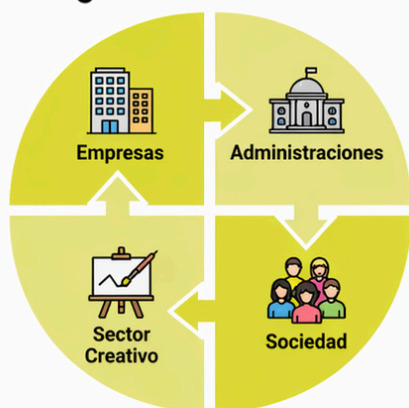 Empresas
Administraciones
Sector
Creativo
Sociedad